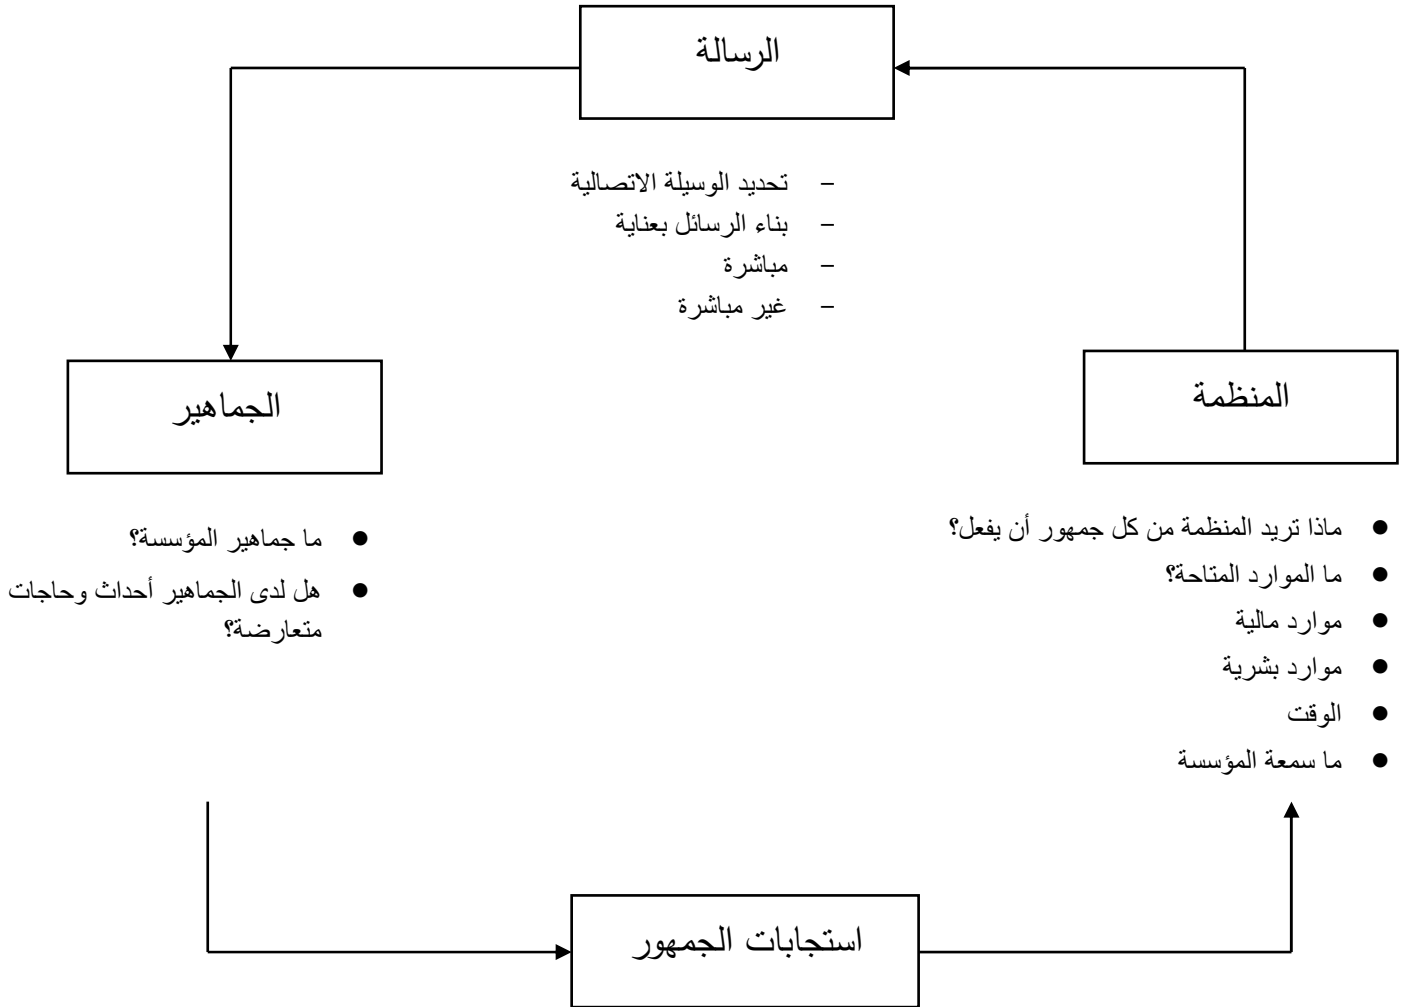 الرسالة
– تحديد الوسيلة الاتصالية
– بناء الرسائل بعناية
– مباشرة
– غير مباشرة
المنظمة
● ماذا تريد المنظمة من كل جمهور أن يفعل؟
● ما الموارد المتاحة؟
● موارد مالية
● موارد بشرية
● الوقت
● ما سمعة المؤسسة
الجماهير
● ما جماهير المؤسسة؟
● هل لدى الجماهير أحداث وحاجات
متعارضة؟
استجابات الجمهور